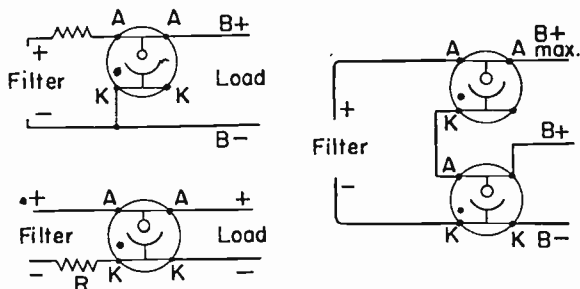 A A B+
+
Filter Load
-
K K
B-
+ A A +
Filter Load
- R K K -
B+
A A max.
+
K
Filter A B+
-
K K B-